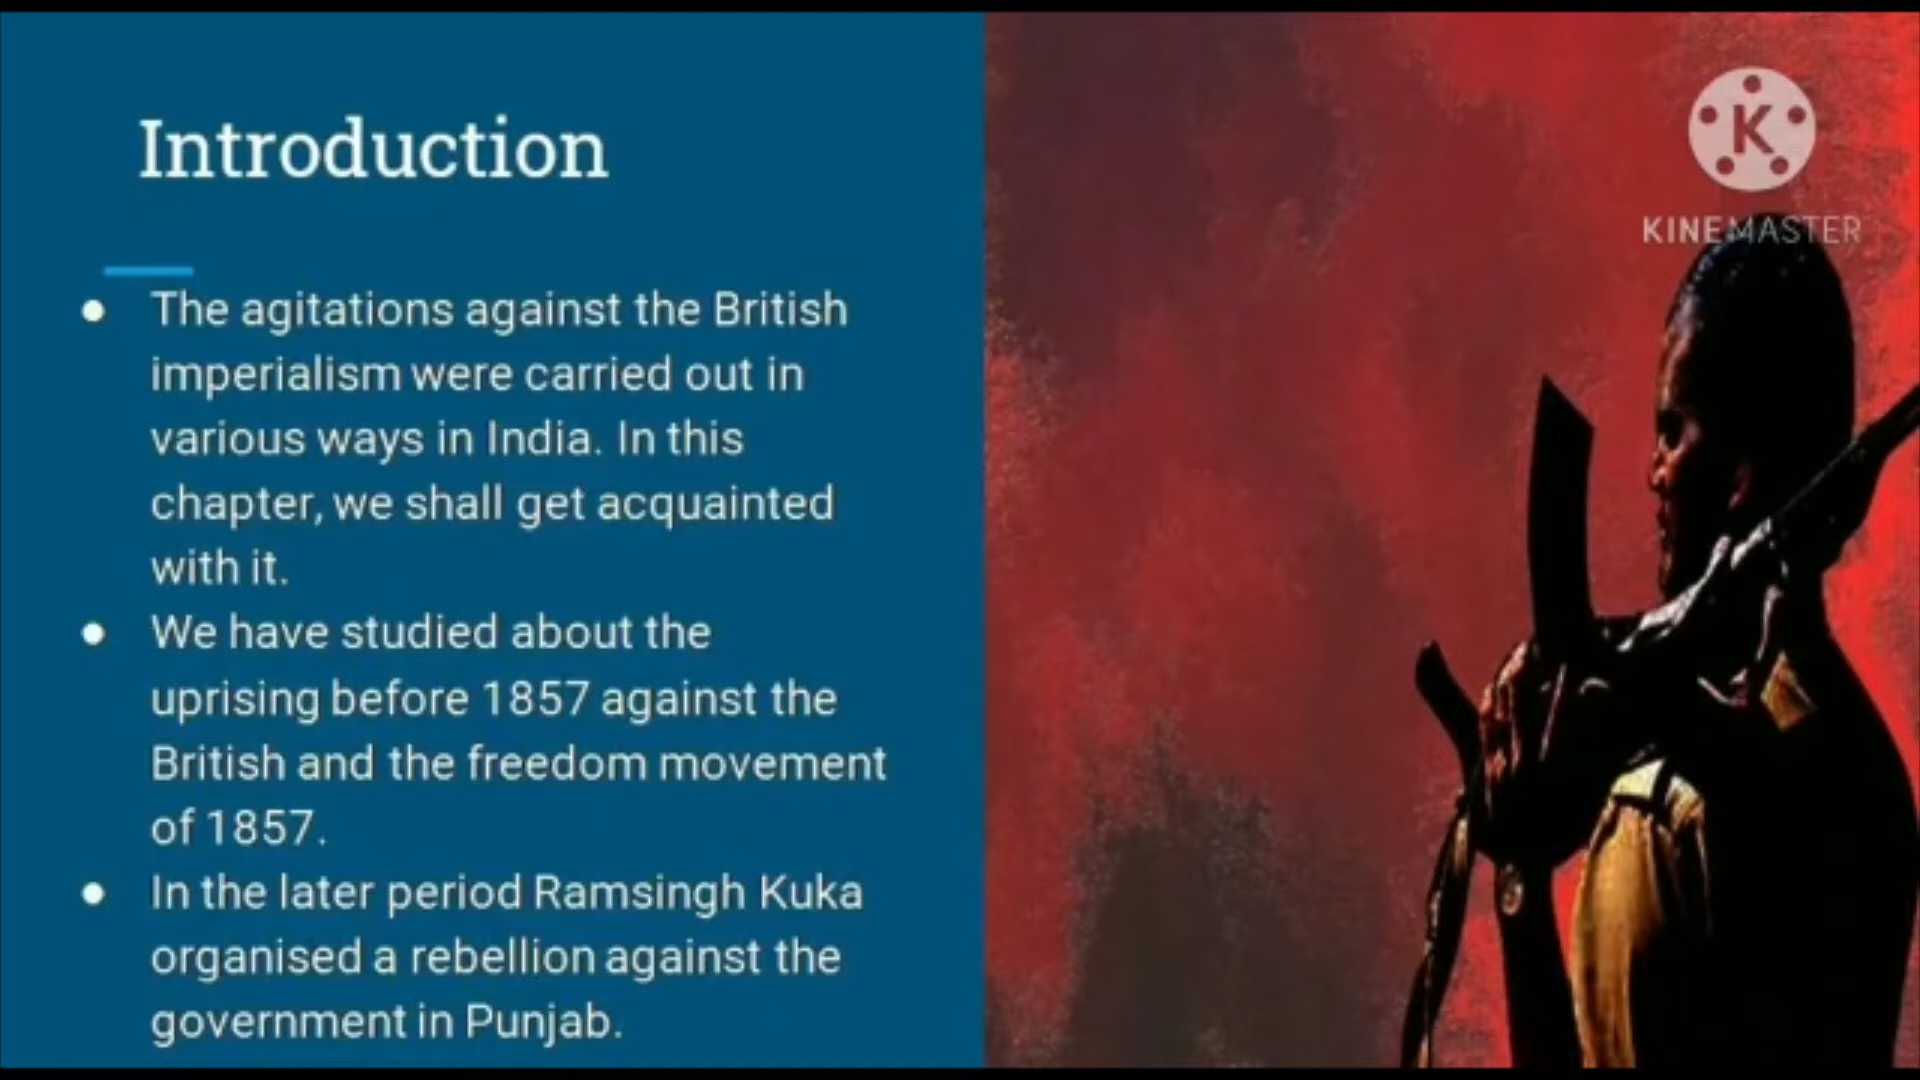 Introduction
● The agitations against the British
imperialism were carried out in
various ways in India. In this
chapter, we shall get acquainted
with it.
● We have studied about the
uprising before 1857 against the
British and the freedom movement
of 1857.
● In the later period Ramsingh Kuka
organised a rebellion against the
government in Punjab.
K
KINEMASTER